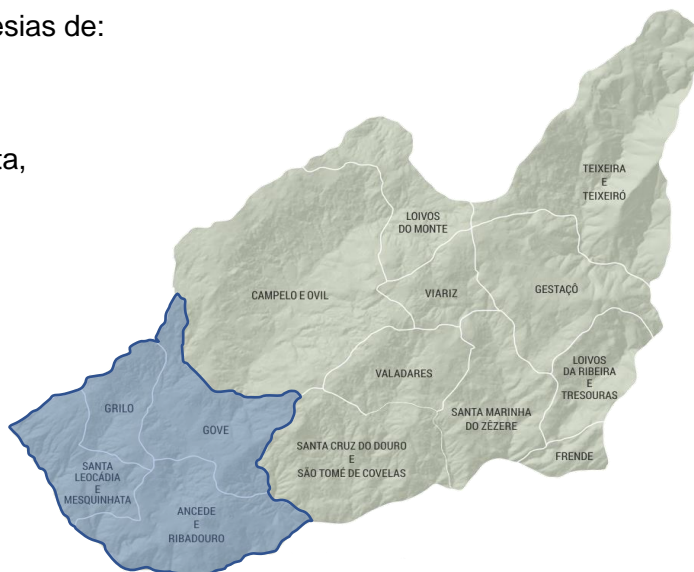 esias de:
ta,
TEIXEIRA
E
TEIXEIRÓ
LOIVOS
DO MONTE
CAMPELO E OVIL
VIARIZ
GESTAÇÔ
LOIVOS
DA RIBEIRA
E
TRESOURAS
VALADARES
GRILO
GOVE
SANTA MARINHA
DO ZÊZERE
SANTA CRUZ DO DOURO
E
SÃO TOMÉ DE COVELAS
FRENDE
SANTA
LEOCÁDIA
E
MESQUINHATA
ANCEDE
E
RIBADOURO